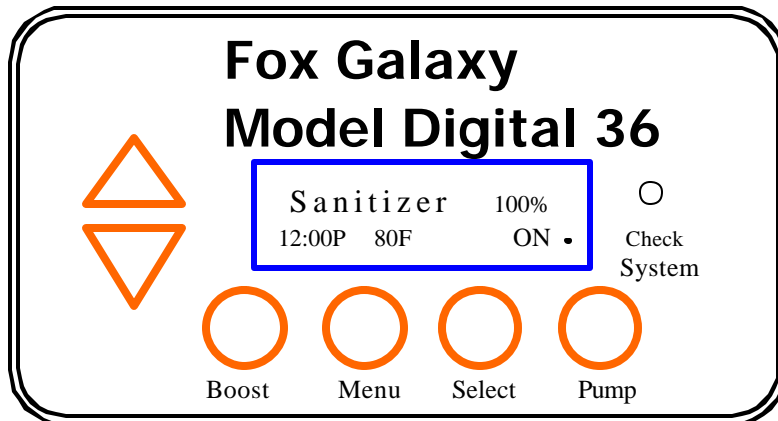 Fox Galaxy
Model Digital 36
Sanitizer 100%
12:00P 80F ON
Check
System
Boost Menu Select Pump